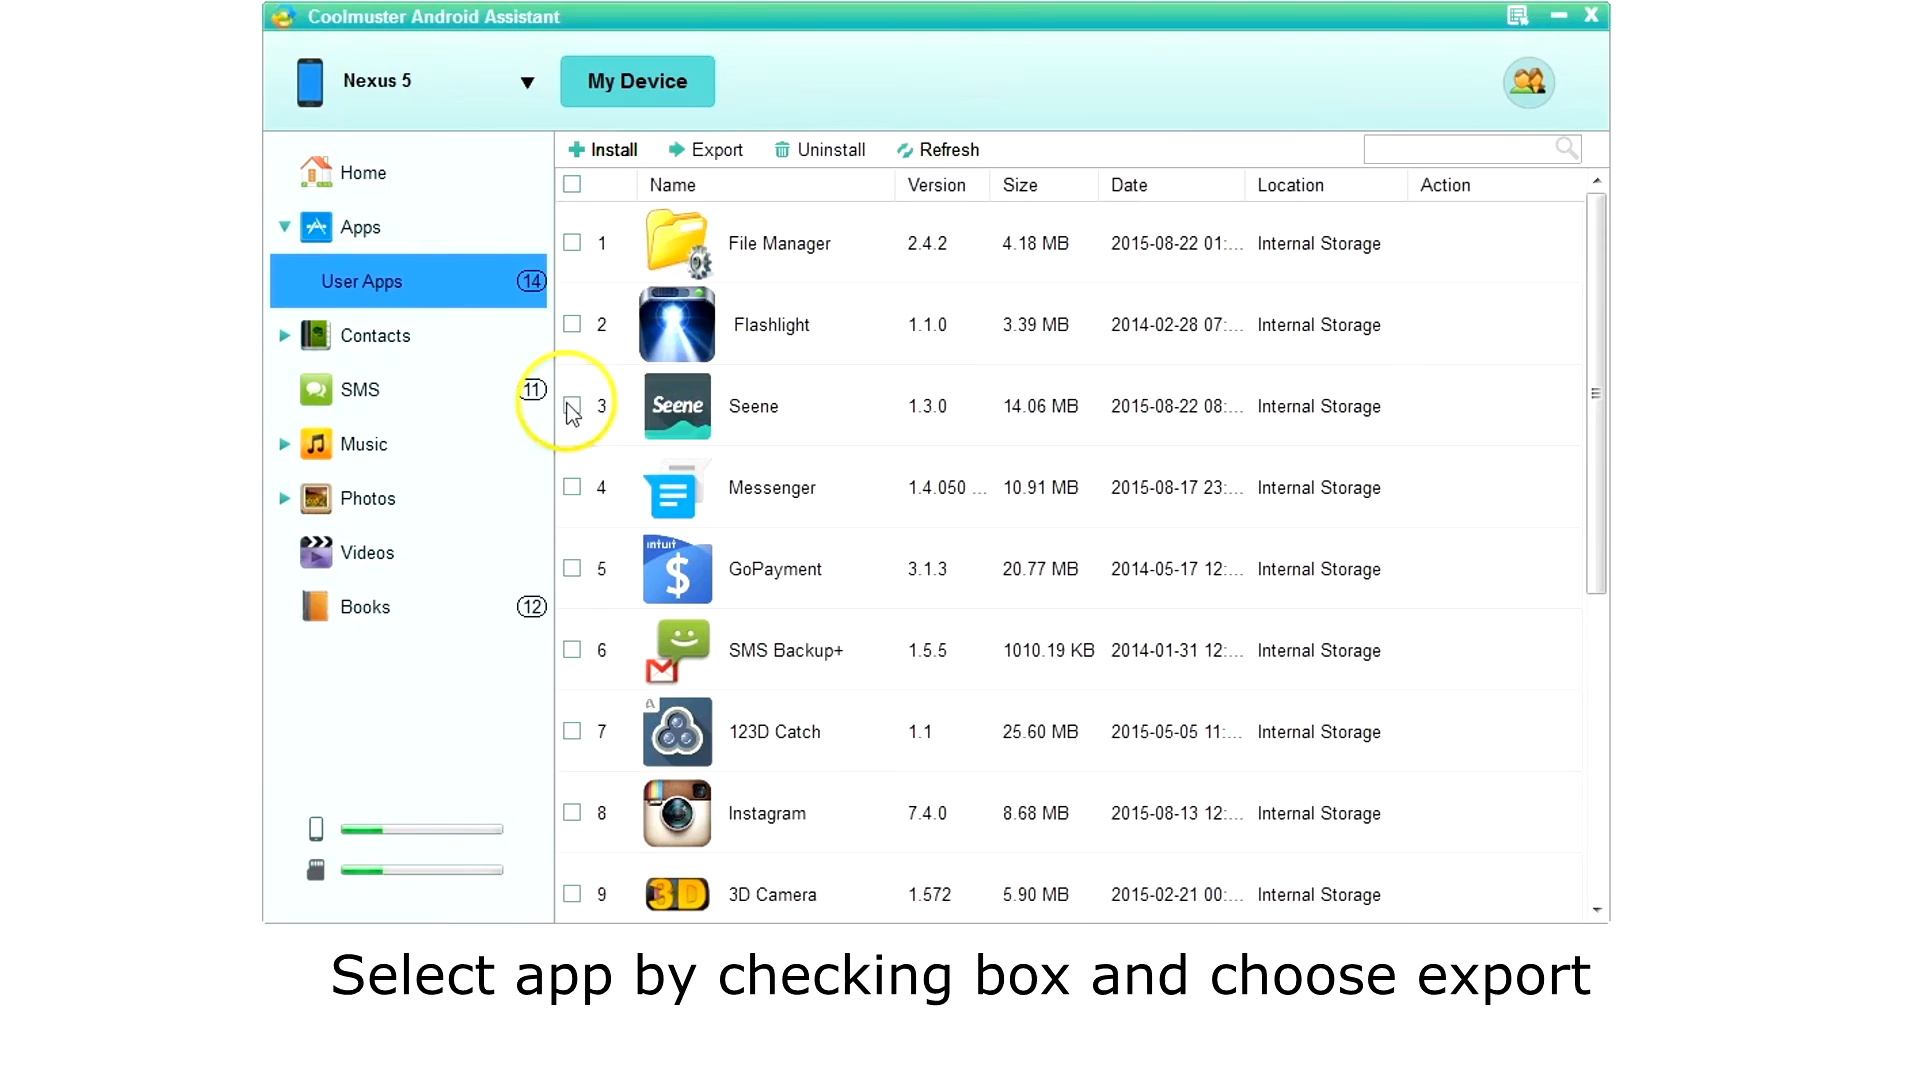 Coolmuster Android Assistant
Nexus 5
My Device
Install Export Uninstall Refresh
Home
Apps
User Apps 14
Contacts
SMS 11
Music
Photos
Videos
Books 12
Name Version Size Date Location Action
1 File Manager 2.4.2 4.18 MB 2015-08-22 01:... Internal Storage
2 Flashlight 1.1.0 3.39 MB 2014-02-28 07:... Internal Storage
3 Seene Seene 1.3.0 14.06 MB 2015-08-22 08:... Internal Storage
4 Messenger 1.4.050 ... 10.91 MB 2015-08-17 23:... Internal Storage
5 intuit $ GoPayment 3.1.3 20.77 MB 2014-05-17 12:... Internal Storage
6 SMS Backup+ 1.5.5 1010.19 KB 2014-01-31 12:... Internal Storage
7 A 123D Catch 1.1 25.60 MB 2015-05-05 11:... Internal Storage
8 Instagram 7.4.0 8.68 MB 2015-08-13 12:... Internal Storage
9 3D 3D Camera 1.572 5.90 MB 2015-02-21 00:... Internal Storage
Select app by checking box and choose export